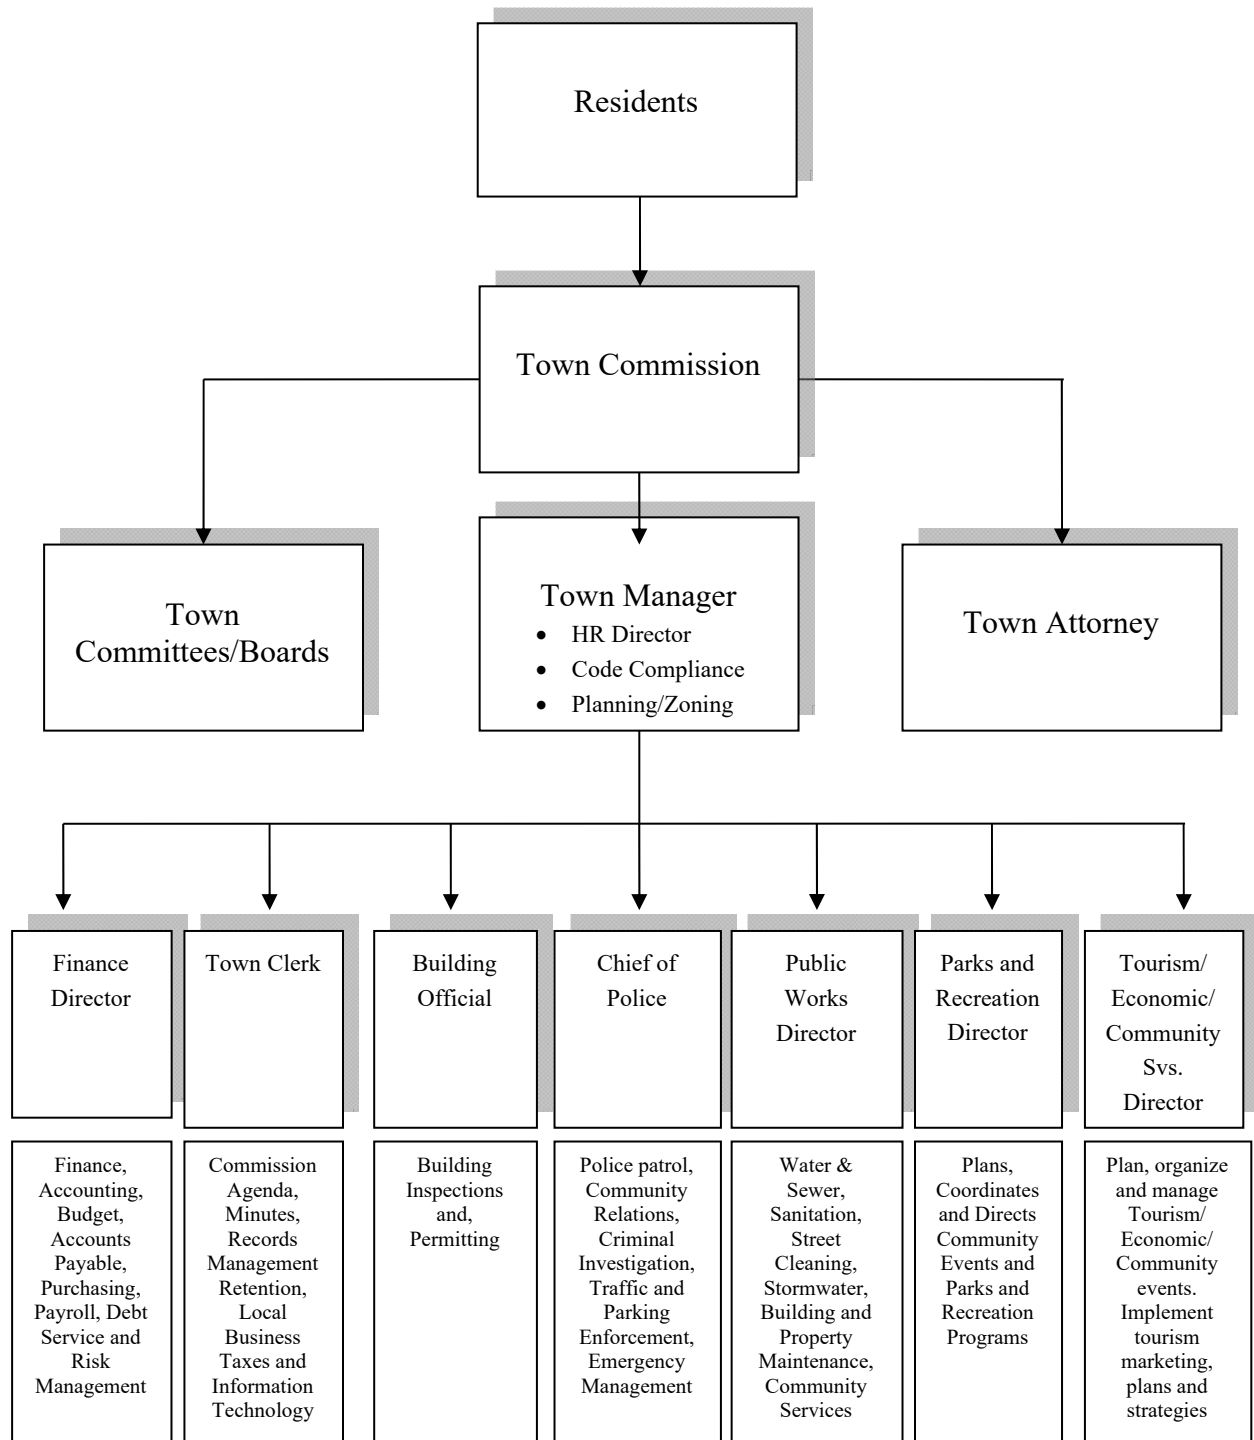 Residents
Town Commission
Town
Committees/Boards
Town Manager
• HR Director
• Code Compliance
• Planning/Zoning
Town Attorney
Finance
Director
Town Clerk
Building
Official
Chief of
Police
Public
Works
Director
Parks and
Recreation
Director
Tourism/
Economic/
Community
Svs.
Director
Finance,
Accounting,
Budget,
Accounts
Payable,
Purchasing,
Payroll, Debt
Service and
Risk
Management
Commission
Agenda,
Minutes,
Records
Management
Retention,
Local
Business
Taxes and
Information
Technology
Building
Inspections
and,
Permitting
Police patrol,
Community
Relations,
Criminal
Investigation,
Traffic and
Parking
Enforcement,
Emergency
Management
Water &
Sewer,
Sanitation,
Street
Cleaning,
Stormwater,
Building and
Property
Maintenance,
Community
Services
Plans,
Coordinates
and Directs
Community
Events and
Parks and
Recreation
Programs
Plan, organize
and manage
Tourism/
Economic/
Community
events.
Implement
tourism
marketing,
plans and
strategies